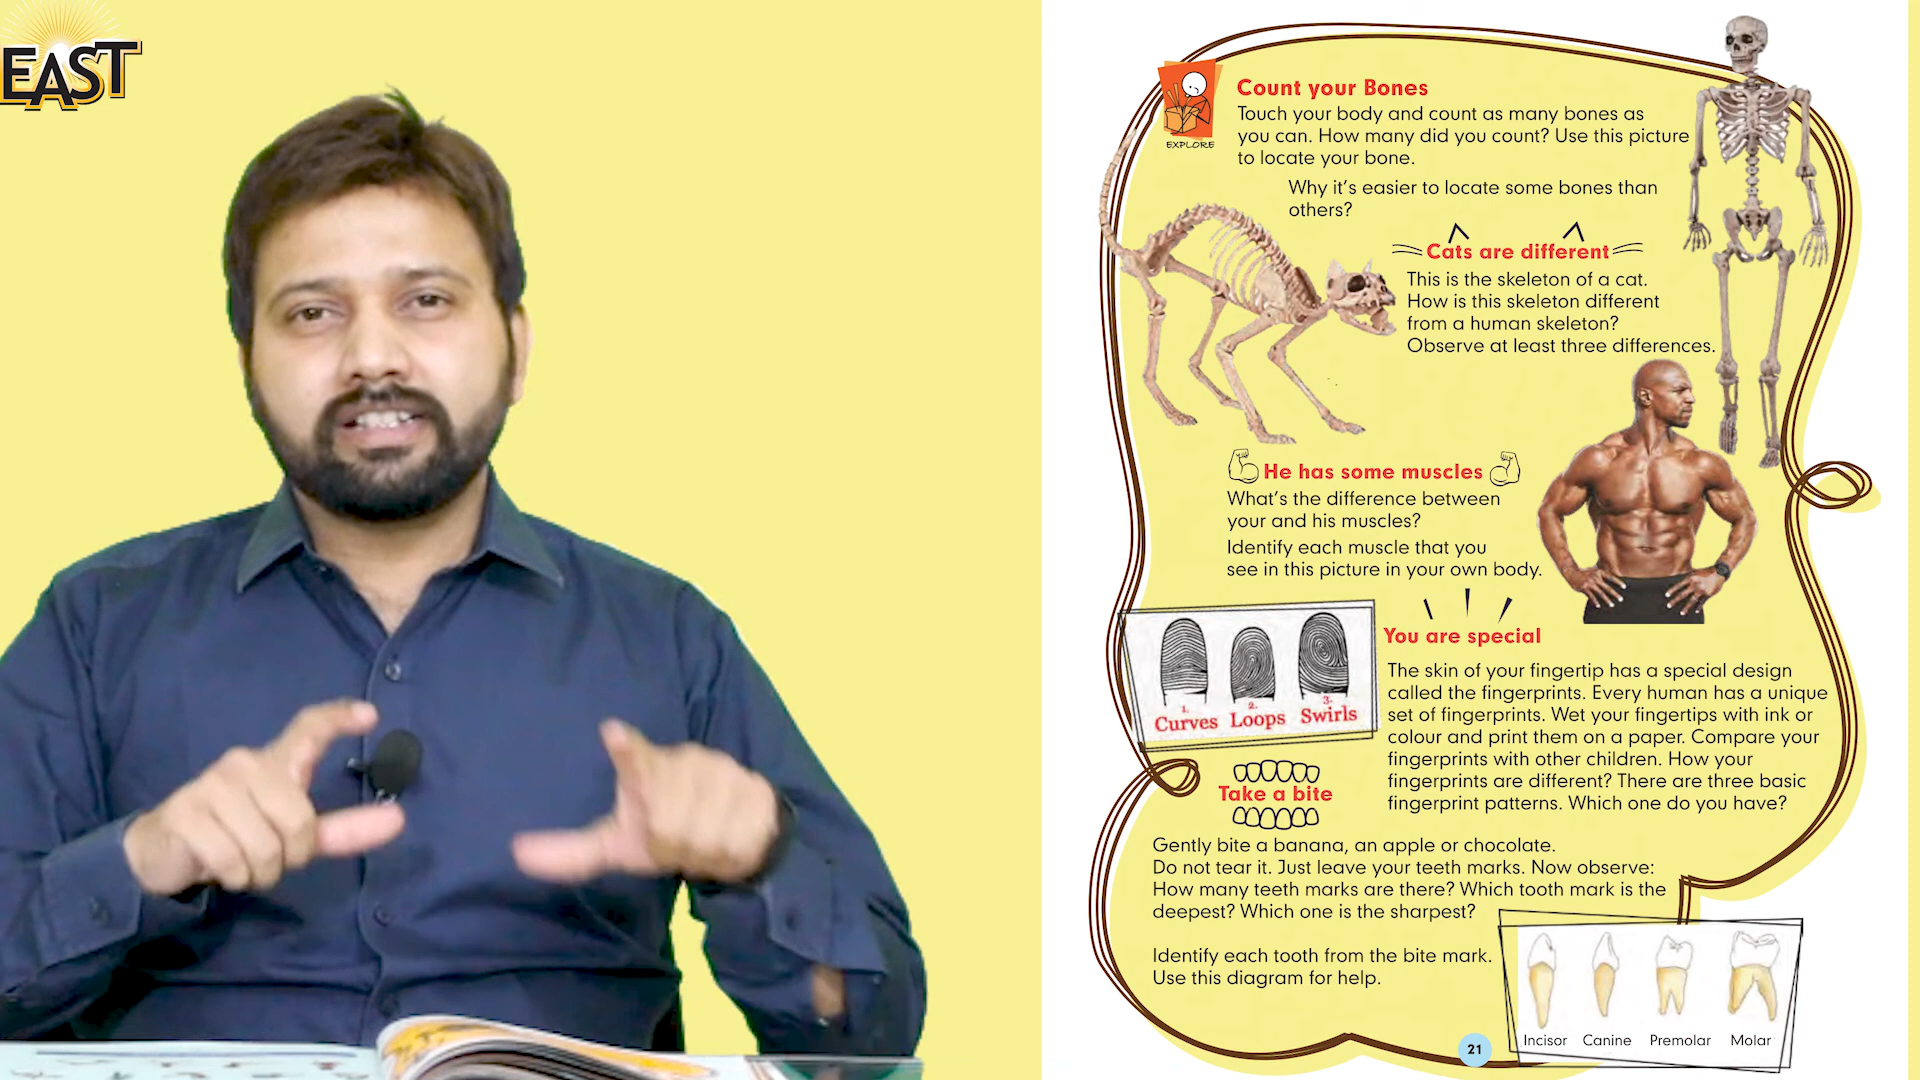 EAST
EXPLORE
Count your Bones
Touch your body and count as many bones as
you can. How many did you count? Use this picture
to locate your bone.
Why it's easier to locate some bones than
others?
Cats are different
This is the skeleton of a cat.
How is this skeleton different
from a human skeleton?
Observe at least three differences.
He has some muscles
What's the difference between
your and his muscles?
Identify each muscle that you
see in this picture in your own body.
You are special
The skin of your fingertip has a special design
called the fingerprints. Every human has a unique
set of fingerprints. Wet your fingertips with ink or
colour and print them on a paper. Compare your
fingerprints with other children. How your
fingerprints are different? There are three basic
fingerprint patterns. Which one do you have?
1. 2. 3.
Curves Loops Swirls
Take a bite
Gently bite a banana, an apple or chocolate.
Do not tear it. Just leave your teeth marks. Now observe:
How many teeth marks are there? Which tooth mark is the
deepest? Which one is the sharpest?
Identify each tooth from the bite mark.
Use this diagram for help.
Incisor Canine Premolar Molar
21